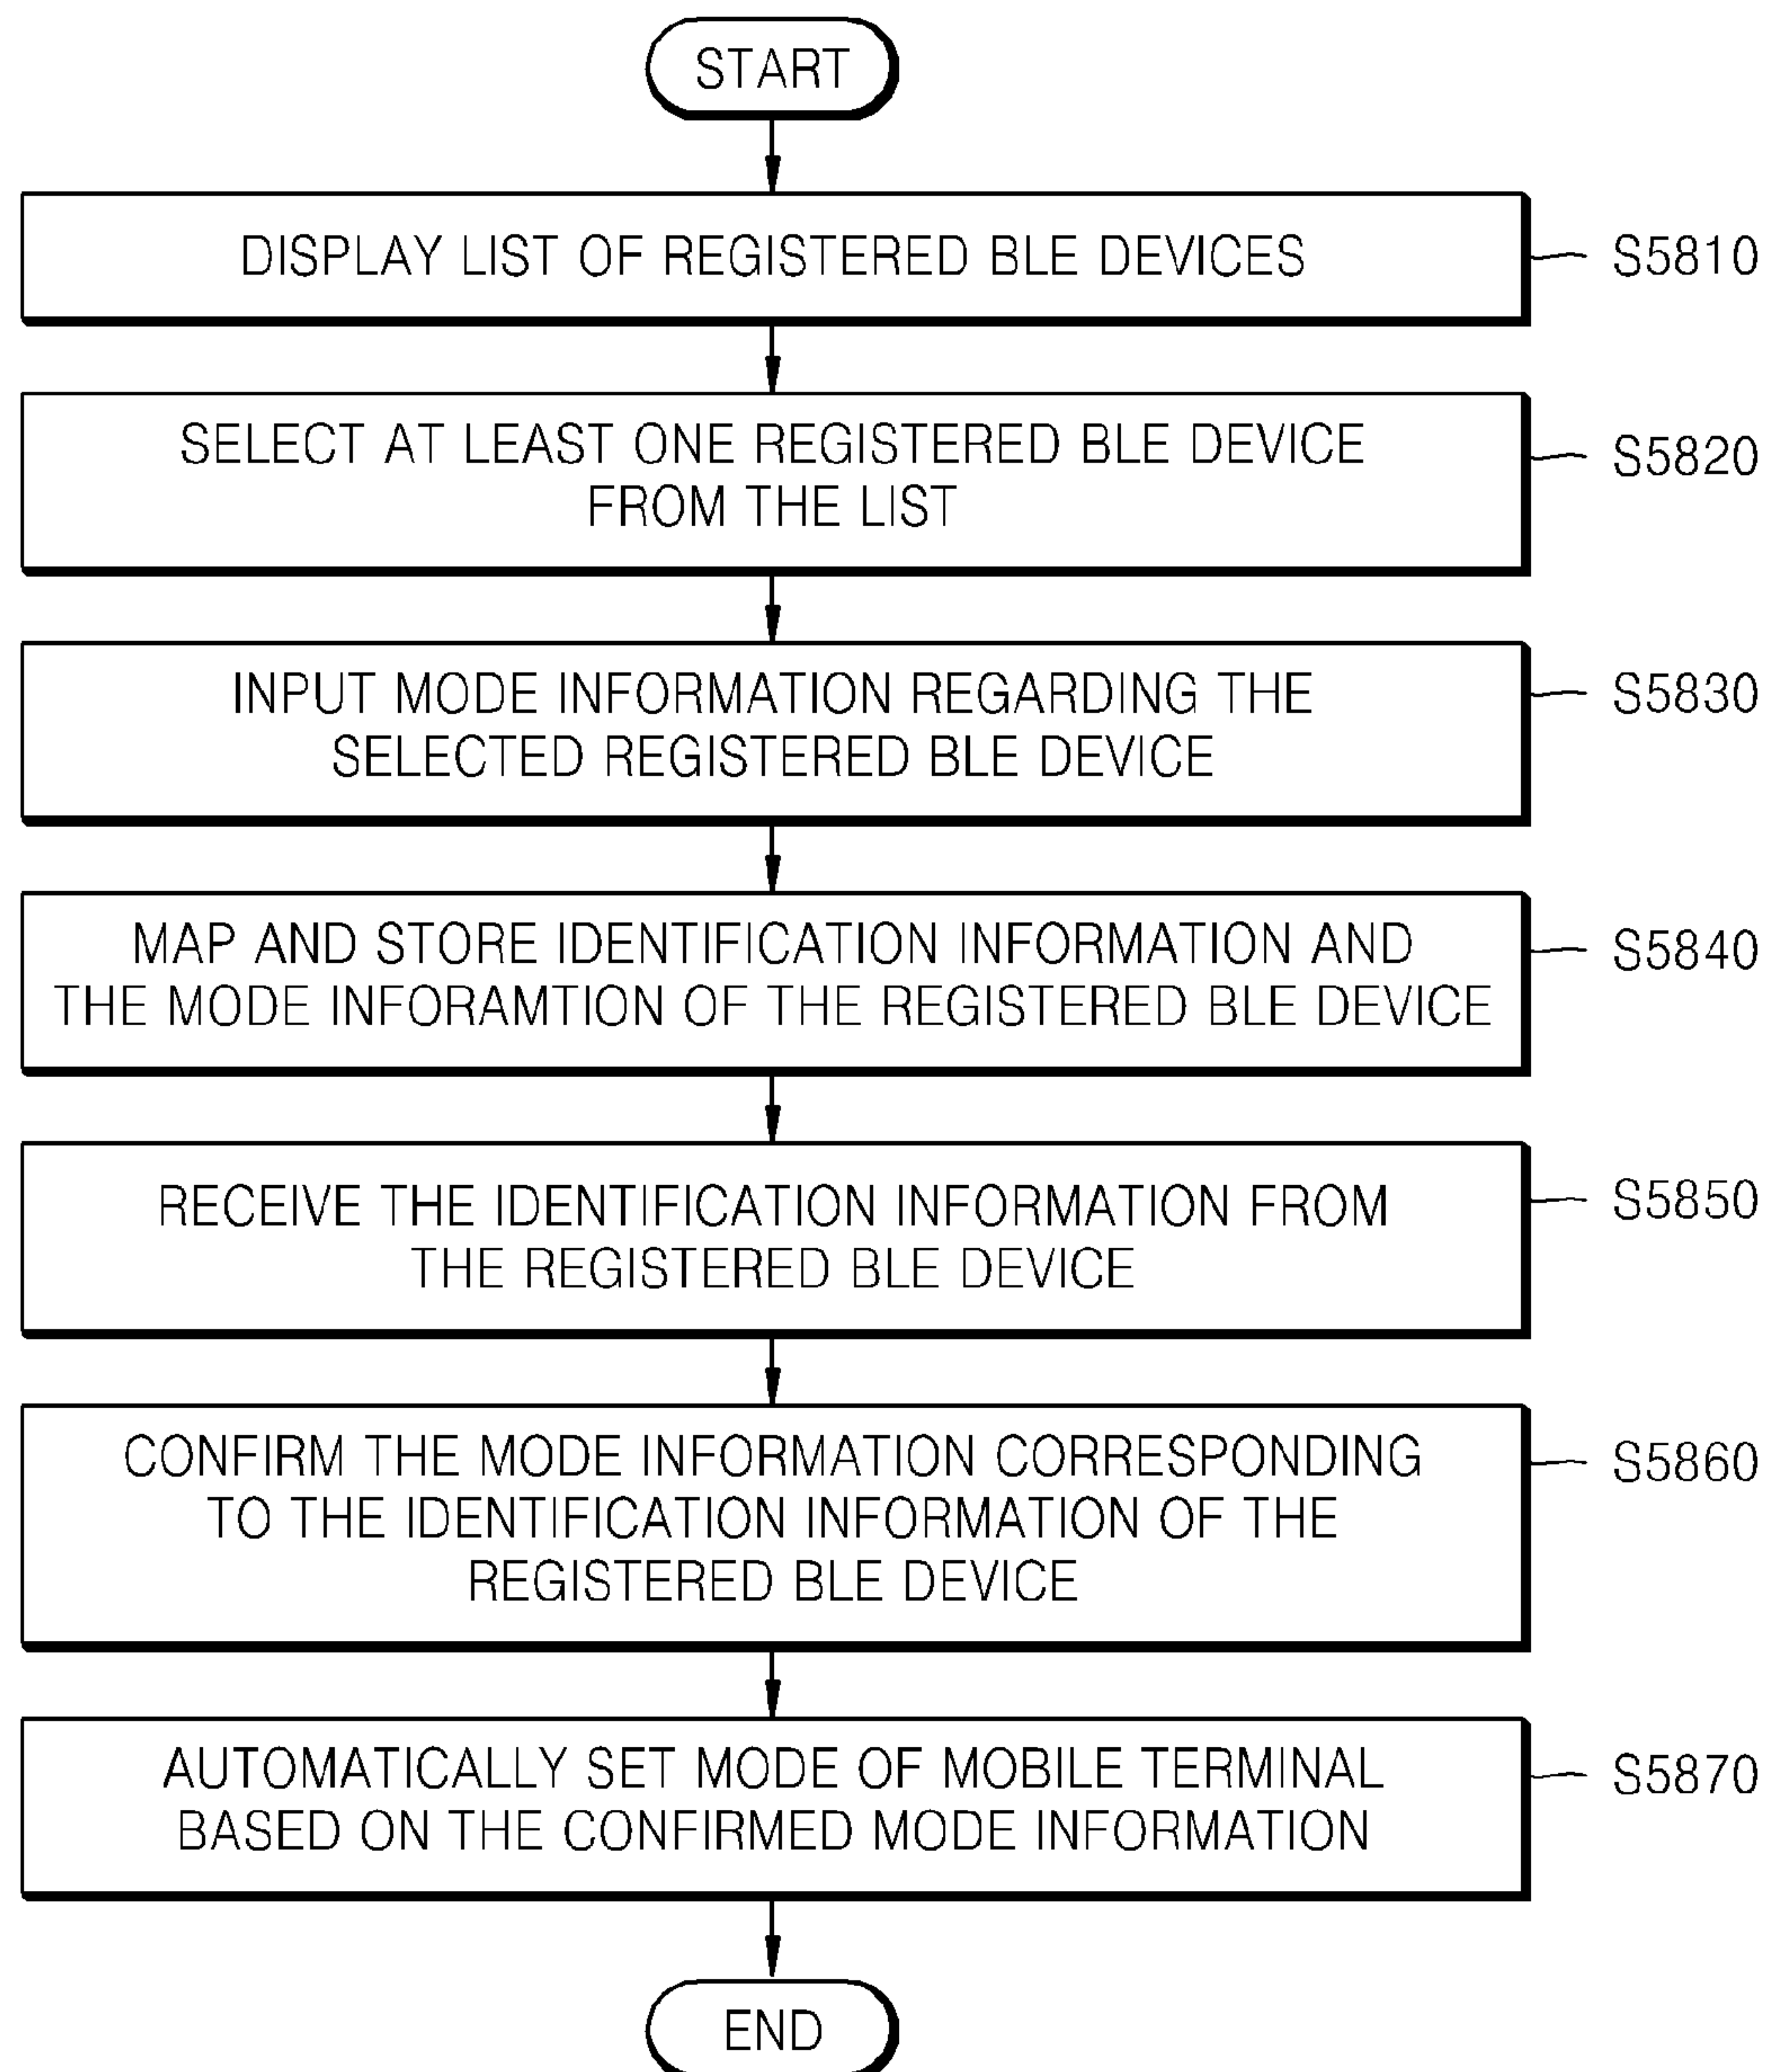 START
DISPLAY LIST OF REGISTERED BLE DEVICES
S5810
SELECT AT LEAST ONE REGISTERED BLE DEVICE
FROM THE LIST
S5820
INPUT MODE INFORMATION REGARDING THE
SELECTED REGISTERED BLE DEVICE
S5830
MAP AND STORE IDENTIFICATION INFORMATION AND
THE MODE INFORAMTION OF THE REGISTERED BLE DEVICE
S5840
RECEIVE THE IDENTIFICATION INFORMATION FROM
THE REGISTERED BLE DEVICE
S5850
CONFIRM THE MODE INFORMATION CORRESPONDING
TO THE IDENTIFICATION INFORMATION OF THE
REGISTERED BLE DEVICE
S5860
AUTOMATICALLY SET MODE OF MOBILE TERMINAL
BASED ON THE CONFIRMED MODE INFORMATION
S5870
END